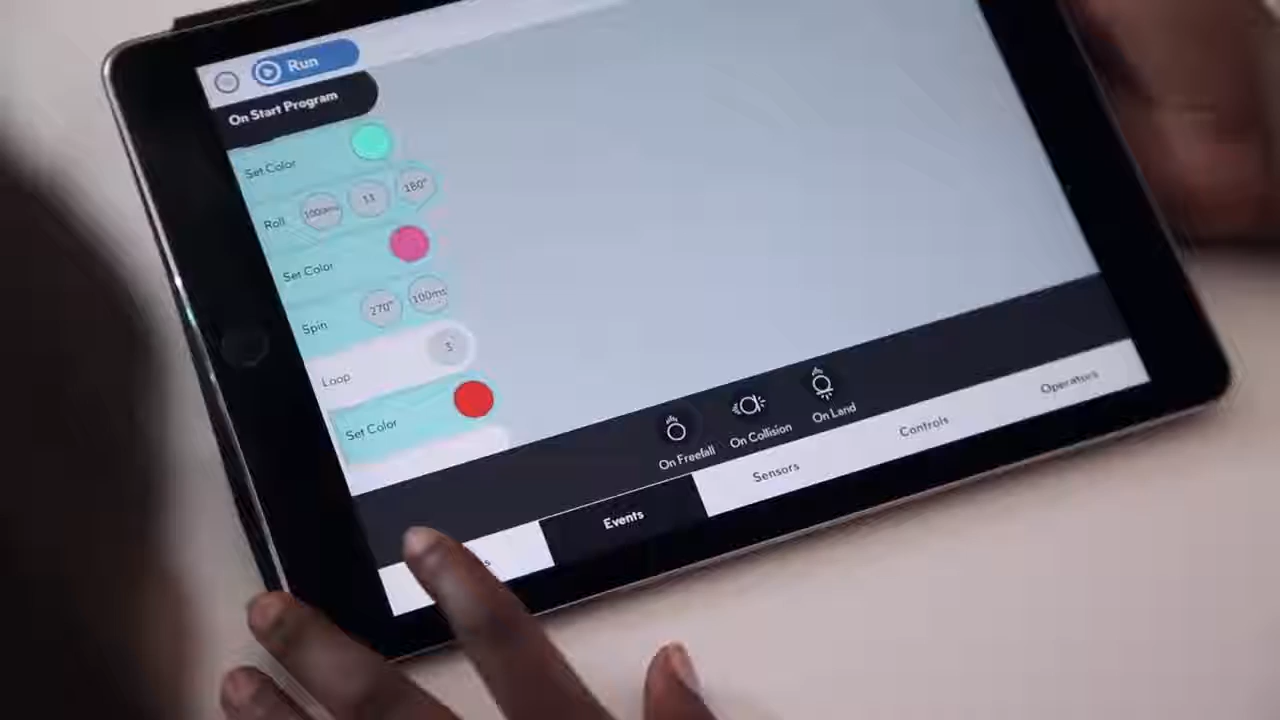 Run
On Start Program
Set Color
Roll 11 180°
Set Color
Spin 270° 100ms
Loop
Set Color
On Freefall On Collision On Land
Events Sensors Controls Operators